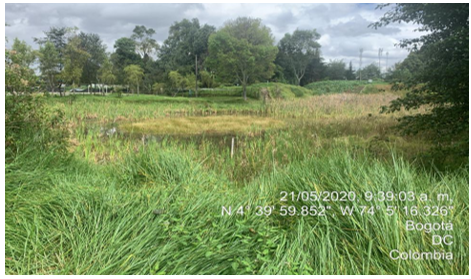 21/05/2020 9:39:03 a. m.
N 4° 39' 59.852", W 74° 5' 16.326"
Bogotá
DC
Colombia